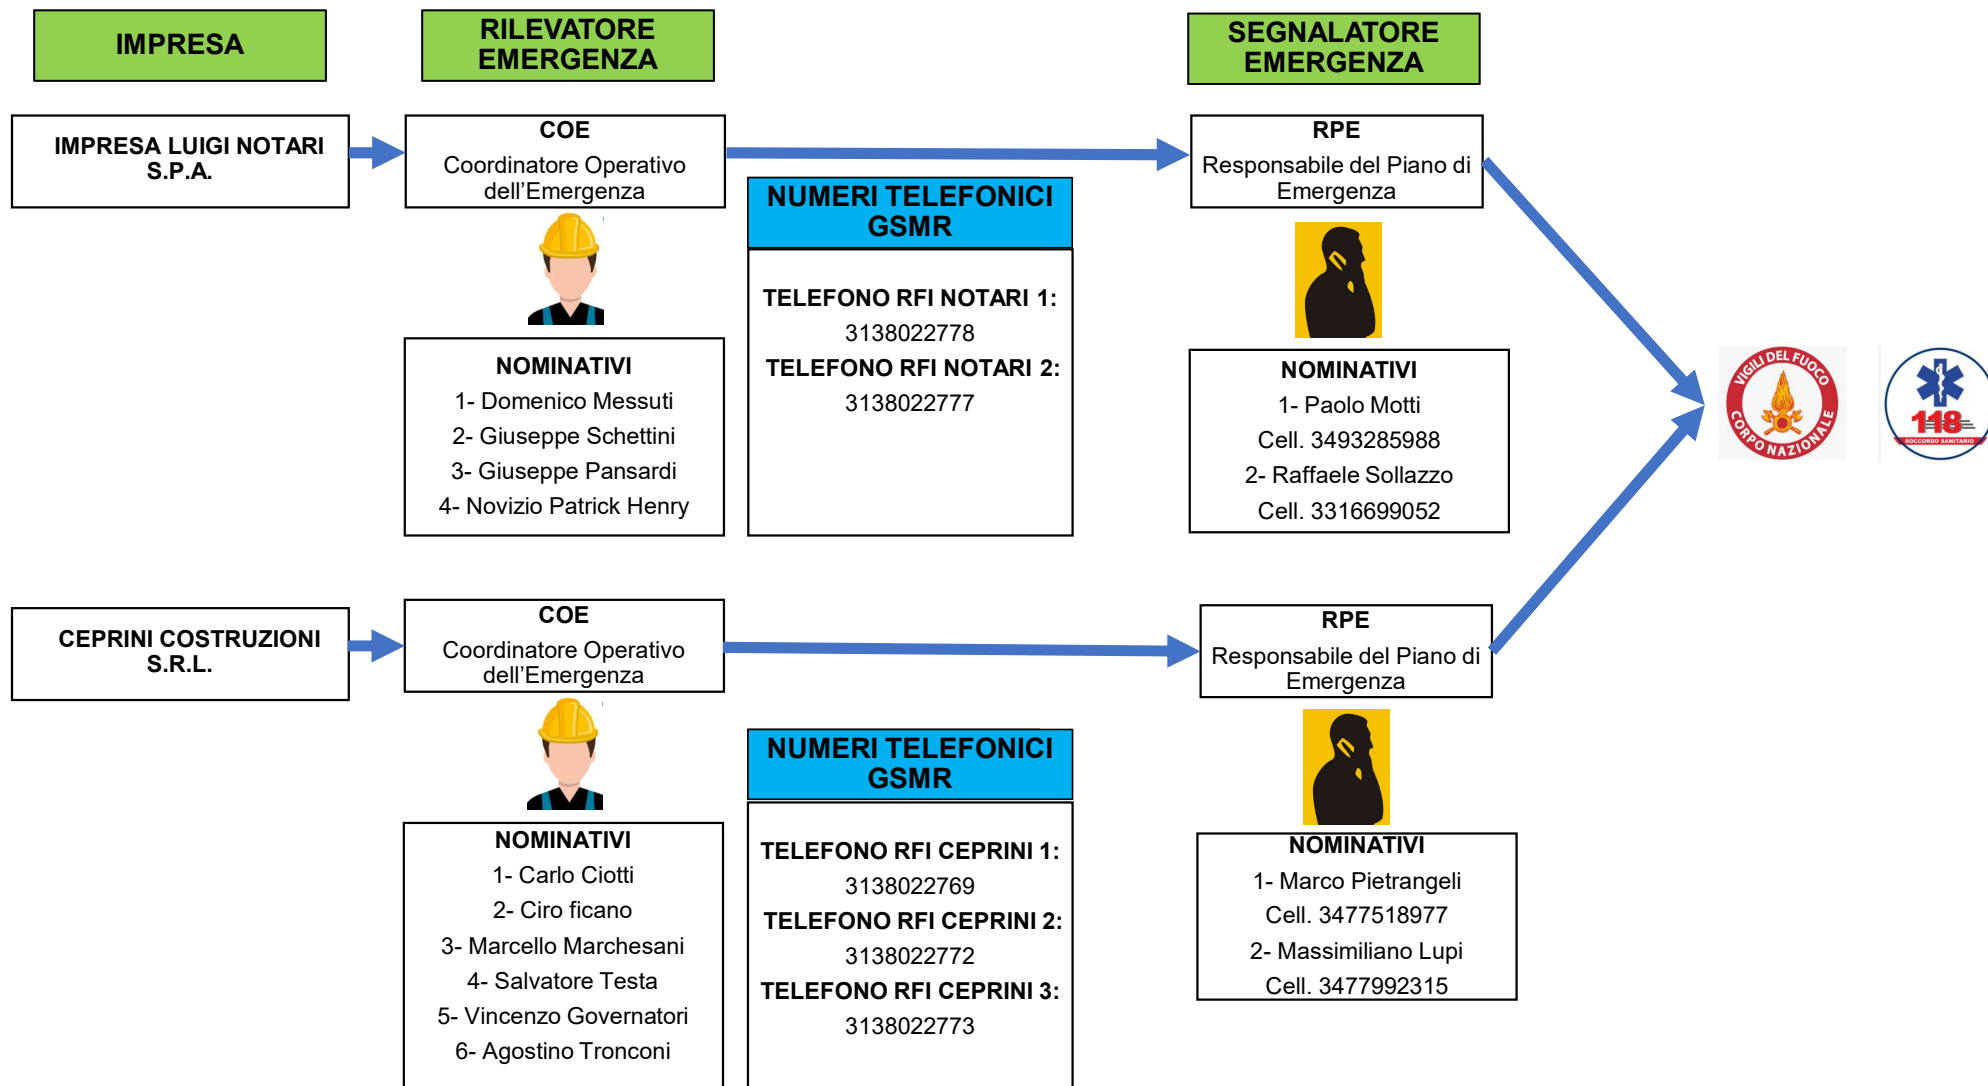 IMPRESA
RILEVATORE
EMERGENZA
SEGNALATORE
EMERGENZA
IMPRESA LUIGI NOTARI
S.P.A.
COE
Coordinatore Operativo
dell’Emergenza
RPE
Responsabile del Piano di
Emergenza
NUMERI TELEFONICI
GSMR
TELEFONO RFI NOTARI 1:
3138022778
TELEFONO RFI NOTARI 2:
3138022777
NOMINATIVI
1- Domenico Messuti
2- Giuseppe Schettini
3- Giuseppe Pansardi
4- Novizio Patrick Henry
NOMINATIVI
1- Paolo Motti
Cell. 3493285988
2- Raffaele Sollazzo
Cell. 3316699052
VIGILI DEL FUOCO
CORPO NAZIONALE
118
SOCCORSO SANITARIO
CEPRINI COSTRUZIONI
S.R.L.
COE
Coordinatore Operativo
dell’Emergenza
RPE
Responsabile del Piano di
Emergenza
NUMERI TELEFONICI
GSMR
TELEFONO RFI CEPRINI 1:
3138022769
TELEFONO RFI CEPRINI 2:
3138022772
TELEFONO RFI CEPRINI 3:
3138022773
NOMINATIVI
1- Carlo Ciotti
2- Ciro ficano
3- Marcello Marchesani
4- Salvatore Testa
5- Vincenzo Governatori
6- Agostino Tronconi
NOMINATIVI
1- Marco Pietrangeli
Cell. 3477518977
2- Massimiliano Lupi
Cell. 3477992315